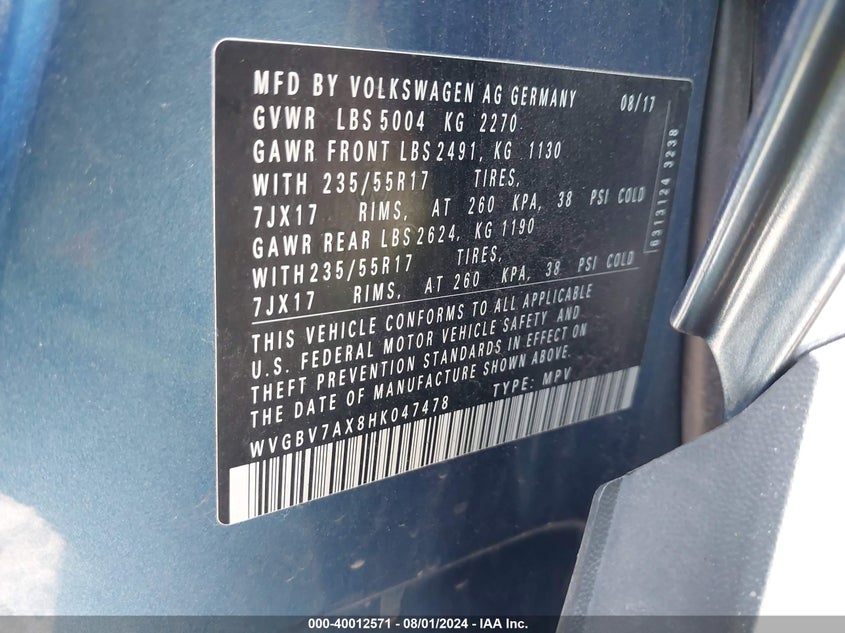 MFD BY VOLKSWAGEN AG GERMANY 08/17
GVWR LBS 5004 KG 2270
GAWR FRONT LBS 2491, KG 1130
WITH 235/55R17 TIRES,
7JX17 RIMS, AT 260 KPA, 38 PSI COLD
GAWR REAR LBS 2624, KG 1190
WITH 235/55R17 TIRES,
7JX17 RIMS, AT 260 KPA, 38 PSI COLD
THIS VEHICLE CONFORMS TO ALL APPLICABLE
U.S. FEDERAL MOTOR VEHICLE SAFETY AND
THEFT PREVENTION STANDARDS IN EFFECT ON
THE DATE OF MANUFACTURE SHOWN ABOVE.
WVGBV7AX8HK047478 TYPE: MPV
6313124 3238
000-40012571 - 08/01/2024 - IAA Inc.